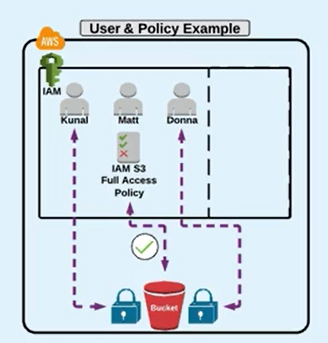 User & Policy Example
AWS
IAM
Kunal
Matt
Donna
IAM S3
Full Access
Policy
Bucket